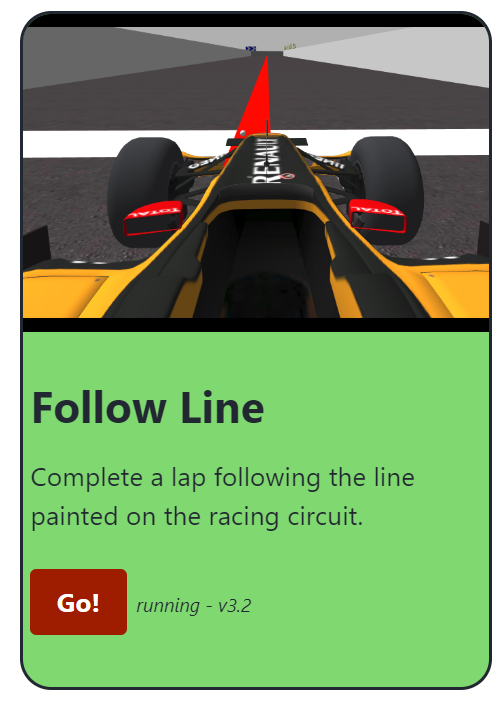 RENAULT
TOTAL
TOTAL
Follow Line
Complete a lap following the line
painted on the racing circuit.
Go! running - v3.2